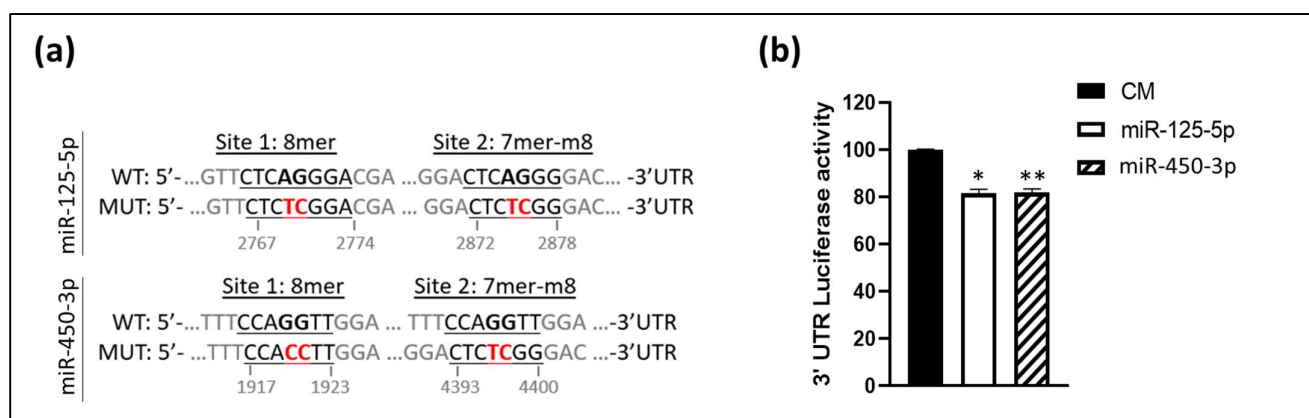 (a)
miR-125-5p
Site 1: 8mer Site 2: 7mer-m8
WT: 5’-...GTTCTCAGGGACGA ...GGACTCAGGGGAC... -3’UTR
MUT: 5’-...GTTCTCTCGGACGA ... GGACTCTCGGGAC... -3’UTR
2767 2774 2872 2878
miR-450-3p
Site 1: 8mer Site 2: 7mer-m8
WT: 5’-...TTTCCAGGTTGGA ... TTTCCAGGTTGGA ...-3’UTR
MUT: 5’-...TTTCCACCTTGGA ...GGACTCTCGGGAC ...-3’UTR
1917 1923 4393 4400
(b)
CM
miR-125-5p
miR-450-3p
3' UTR Luciferase activity
120
100
80
60
40
20
0
* **